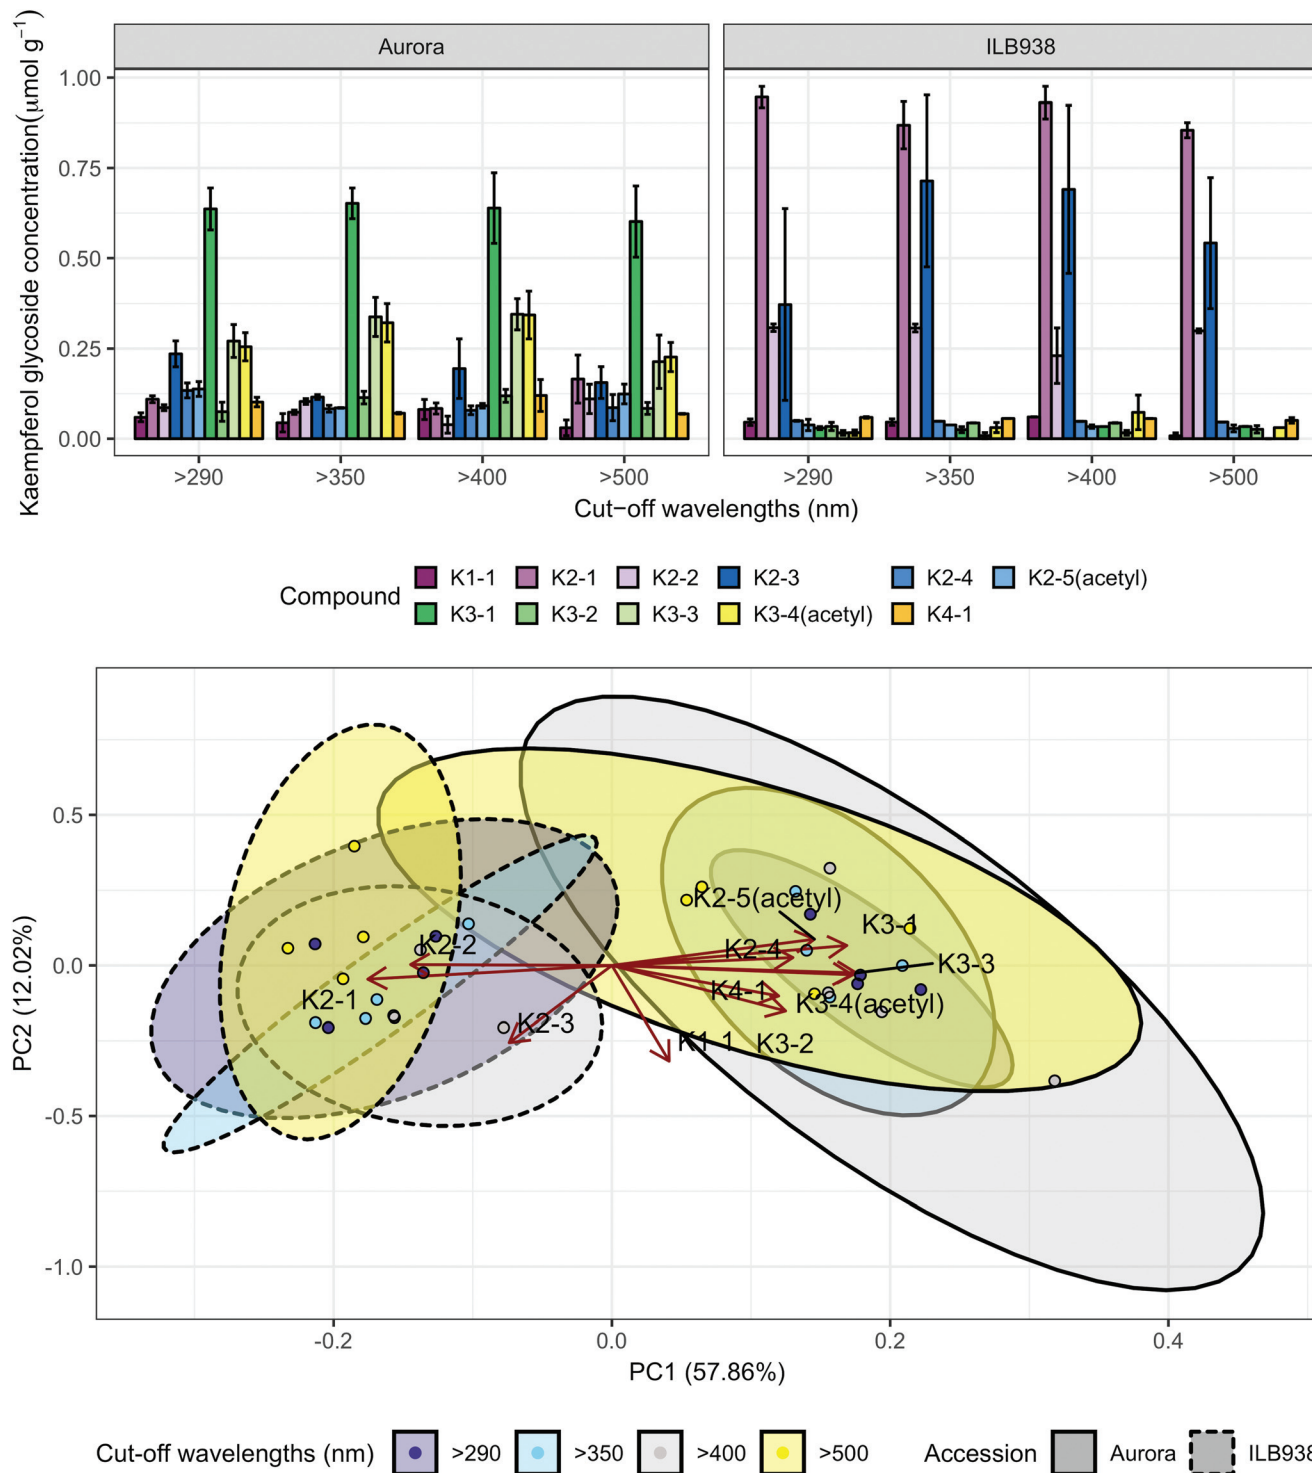 Aurora
ILB938
Kaempferol glycoside concentration(μmol g⁻¹)
1.00
0.75
0.50
0.25
0.00
>290
>350
>400
>500
>290
>350
>400
>500
Cut−off wavelengths (nm)
Compound
K1-1
K2-1
K2-2
K2-3
K2-4
K2-5(acetyl)
K3-1
K3-2
K3-3
K3-4(acetyl)
K4-1
PC2 (12.02%)
0.5
0.0
-0.5
-1.0
K2-5(acetyl)
K3-1
K2-2
K2-4
K3-3
K2-1
K4-1
K3-4(acetyl)
K2-3
K1-1
K3-2
-0.2
0.0
0.2
0.4
PC1 (57.86%)
Cut-off wavelengths (nm)
>290
>350
>400
>500
Accession
Aurora
ILB938